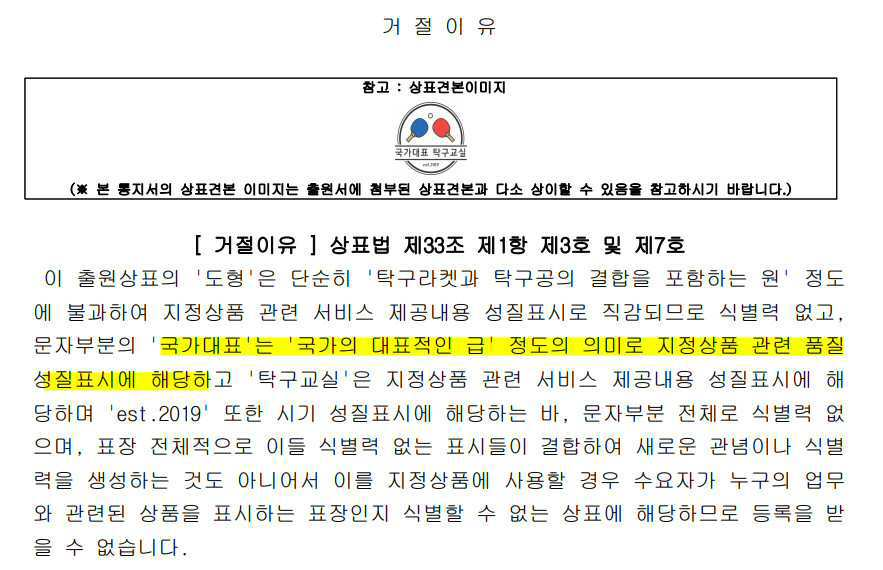 거 절 이 유
참고 : 상표견본이미지
국가대표 탁구교실
est.2019
(※ 본 통지서의 상표견본 이미지는 출원서에 첨부된 상표견본과 다소 상이할 수 있음을 참고하시기 바랍니다.)
[ 거절이유 ] 상표법 제33조 제1항 제3호 및 제7호
이 출원상표의 '도형'은 단순히 '탁구라켓과 탁구공의 결합을 포함하는 원' 정도
에 불과하여 지정상품 관련 서비스 제공내용 성질표시로 직감되므로 식별력 없고,
문자부분의 '국가대표'는 '국가의 대표적인 급' 정도의 의미로 지정상품 관련 품질
성질표시에 해당하고 '탁구교실'은 지정상품 관련 서비스 제공내용 성질표시에 해
당하며 'est.2019' 또한 시기 성질표시에 해당하는 바, 문자부분 전체로 식별력 없
으며, 표장 전체적으로 이들 식별력 없는 표시들이 결합하여 새로운 관념이나 식별
력을 생성하는 것도 아니어서 이를 지정상품에 사용할 경우 수요자가 누구의 업무
와 관련된 상품을 표시하는 표장인지 식별할 수 없는 상표에 해당하므로 등록을 받
을 수 없습니다.